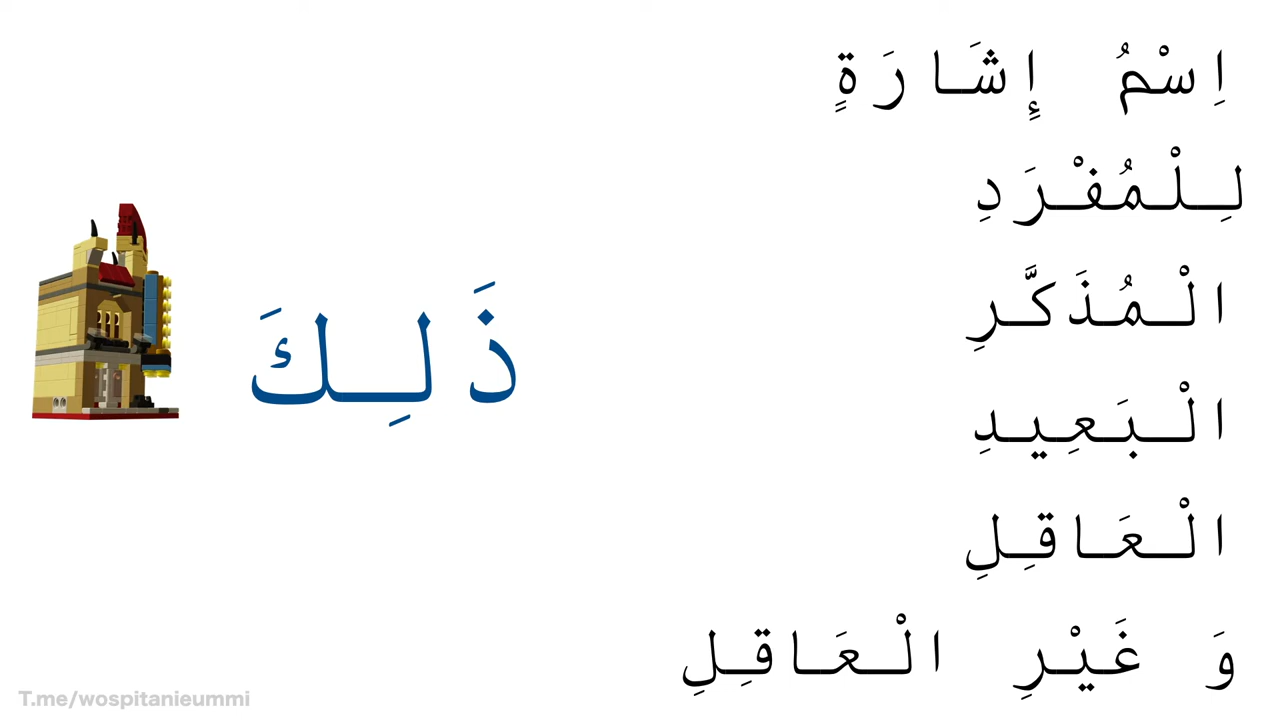 اِسْمُ إِشَارَةٍ
لِلْمُفْرَدِ
الْمُذَكَّرِ
الْبَعِيدِ
الْعَاقِلِ
وَ غَيْرِ الْعَاقِلِ
ذَلِكَ
T.me/wospitanieummi